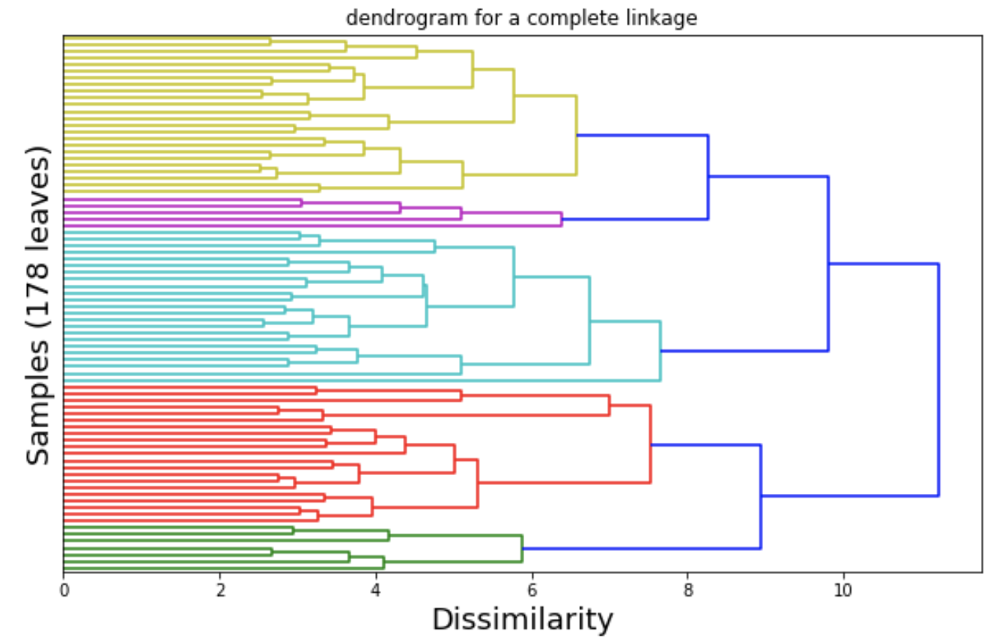 dendrogram for a complete linkage
Samples (178 leaves)
0 2 4 6 8 10
Dissimilarity